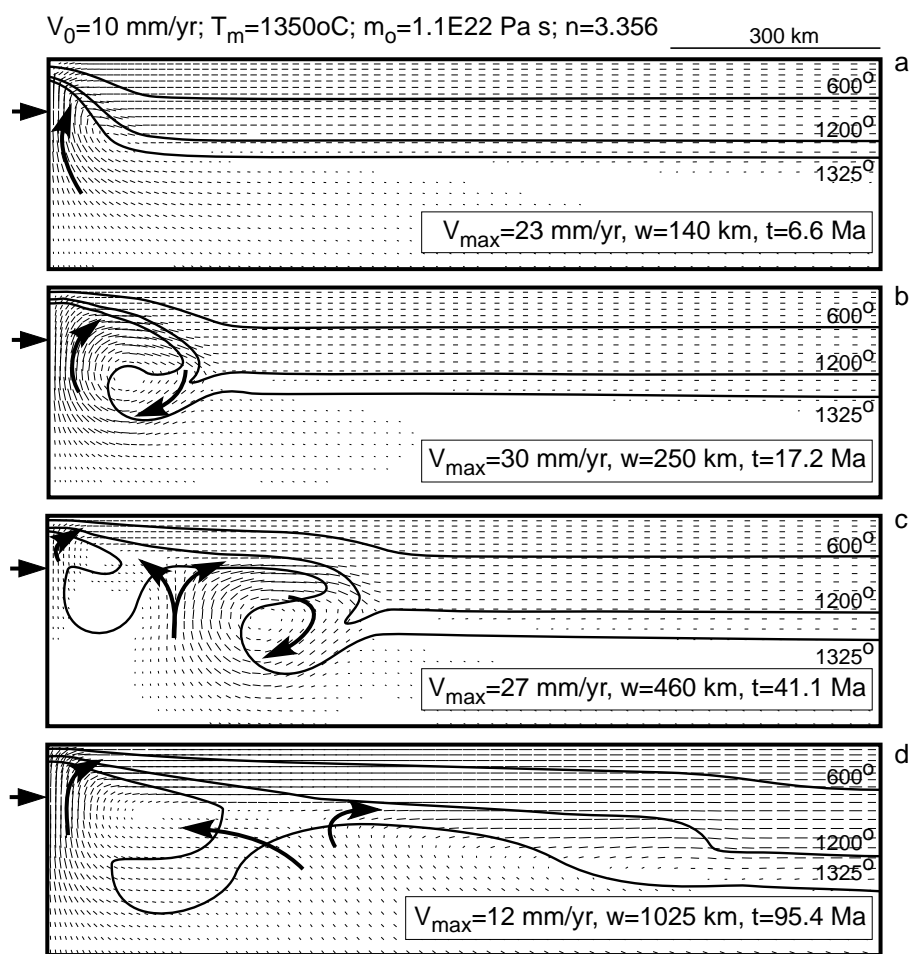 V0=10 mm/yr; Tm=1350oC; mo=1.1E22 Pa s; n=3.356
300 km
a
600o
1200o
1325o
Vmax=23 mm/yr, w=140 km, t=6.6 Ma
b
600o
1200o
1325o
Vmax=30 mm/yr, w=250 km, t=17.2 Ma
c
600o
1200o
1325o
Vmax=27 mm/yr, w=460 km, t=41.1 Ma
d
600o
1200o
1325o
Vmax=12 mm/yr, w=1025 km, t=95.4 Ma